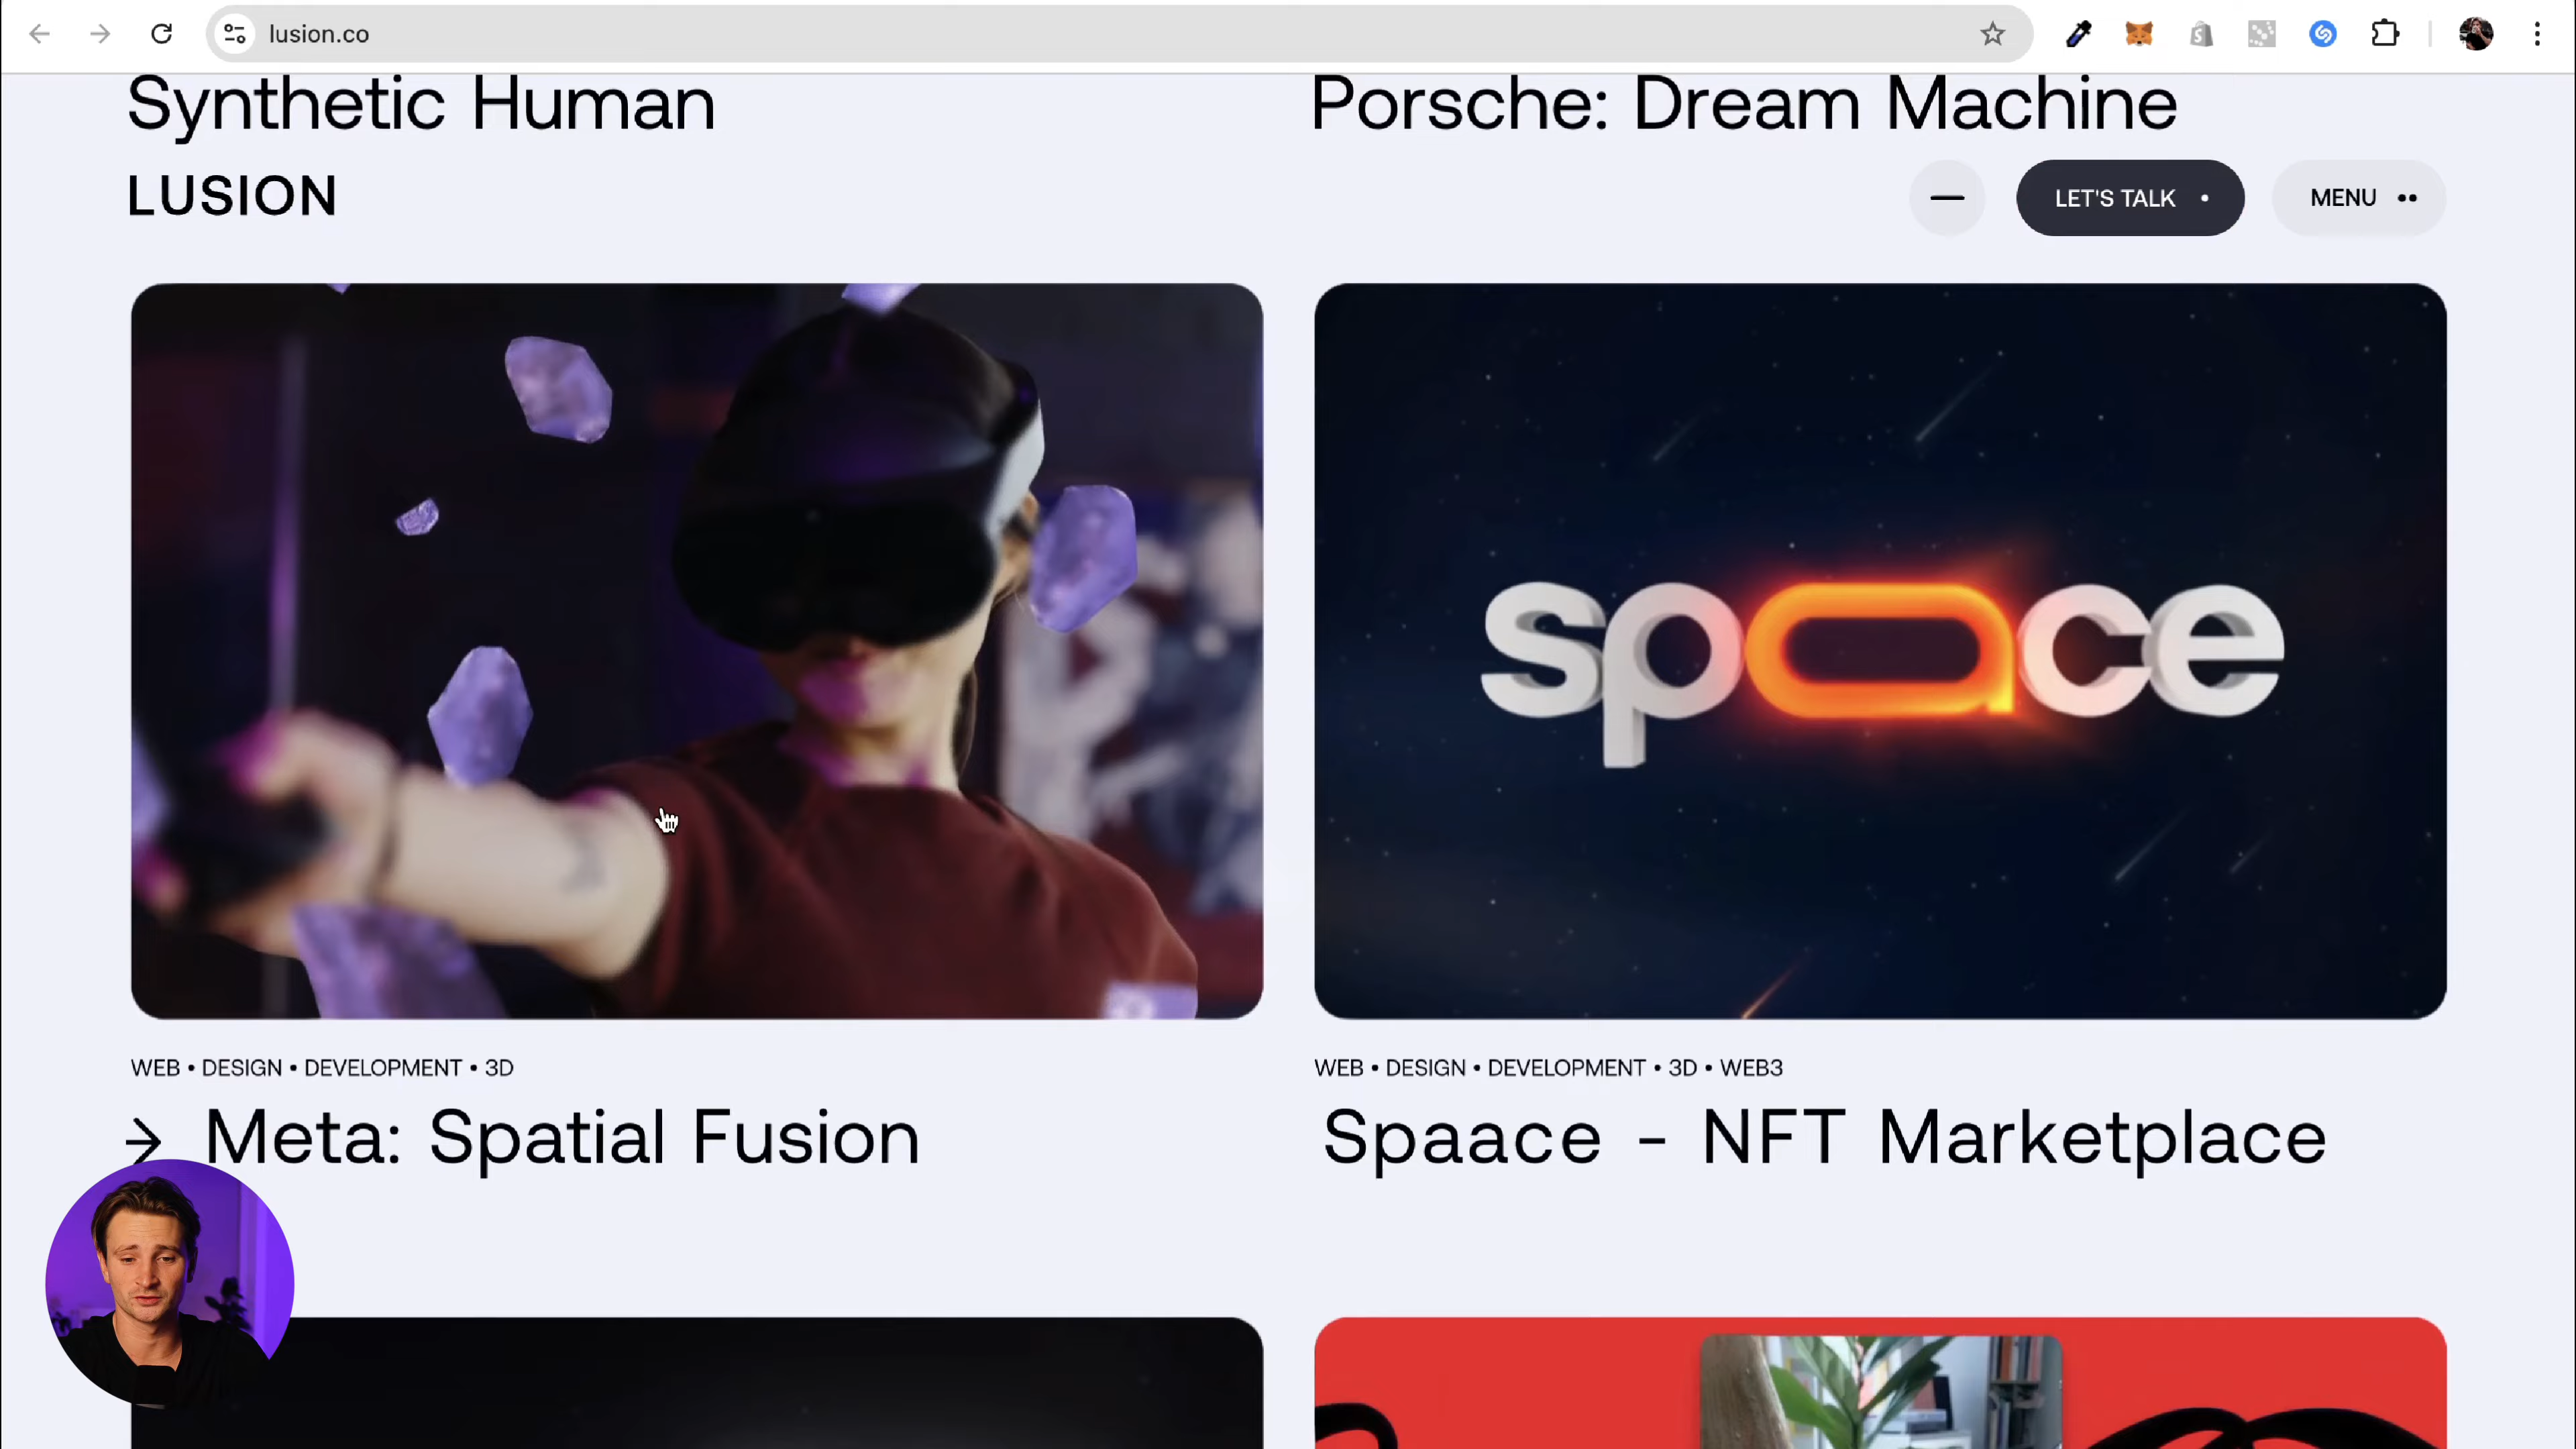 lusion.co
Synthetic Human
Porsche: Dream Machine
LUSION
LET'S TALK
MENU
space
WEB • DESIGN • DEVELOPMENT • 3D
WEB • DESIGN • DEVELOPMENT • 3D • WEB3
→ Meta: Spatial Fusion
Spaace - NFT Marketplace